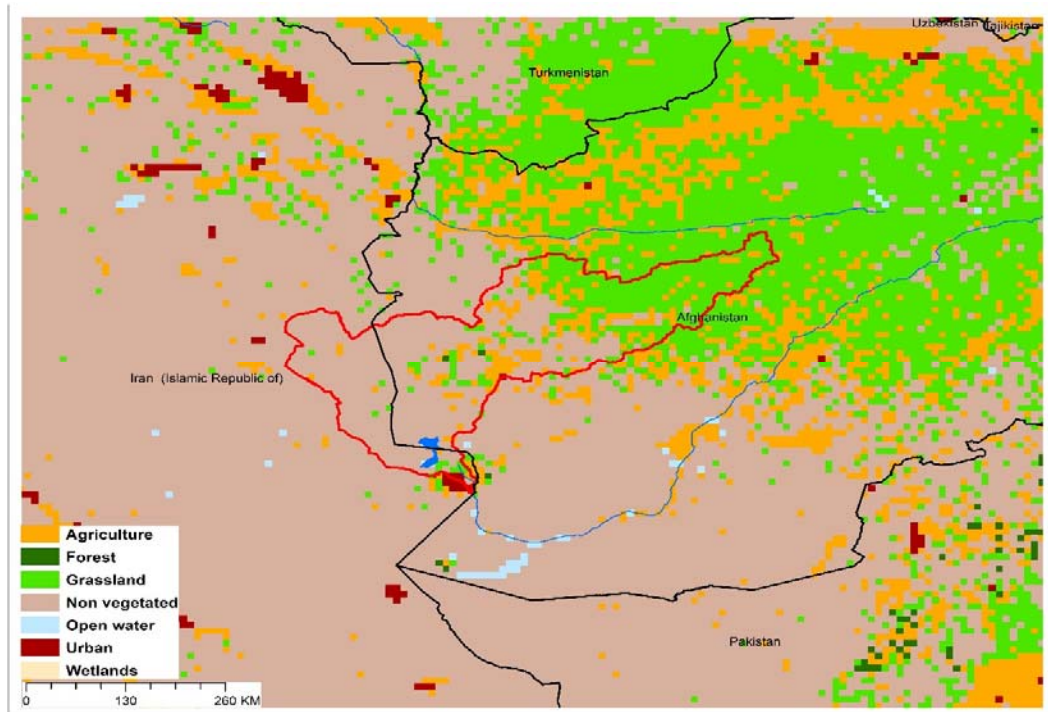 Uzbekistan Tajikistan
Turkmenistan
Afghanistan
Iran (Islamic Republic of)
Pakistan
Agriculture
Forest
Grassland
Non vegetated
Open water
Urban
Wetlands
0 130 260 KM